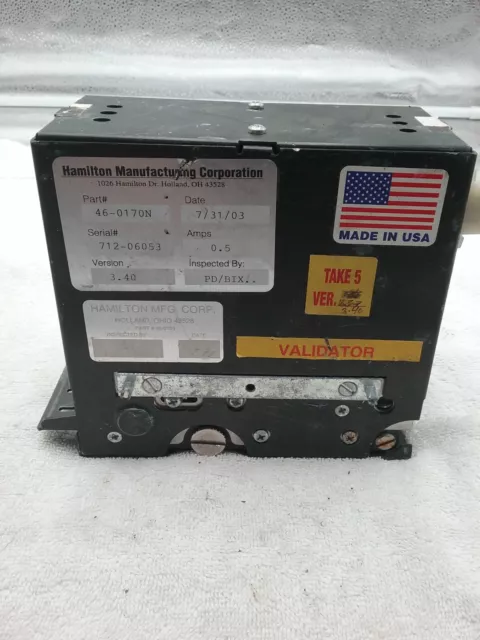 Hamilton Manufacturing Corporation
1026 Hamilton Dr. Holland, OH 43528
Part# Date
46-0170N 7/31/03
Serial# Amps
712-06053 0.5
Version Inspected By:
3.40 PD/BIX..
MADE IN USA
TAKE 5
VER.
HAMILTON MFG. CORP.
HOLLAND, OHIO 43528
VALIDATOR